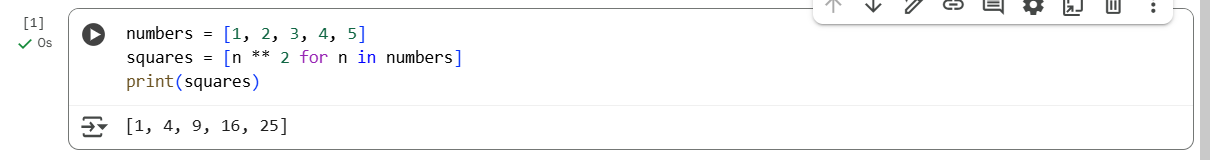 [1]
0s
numbers = [1, 2, 3, 4, 5]
squares = [n ** 2 for n in numbers]
print(squares)
[1, 4, 9, 16, 25]